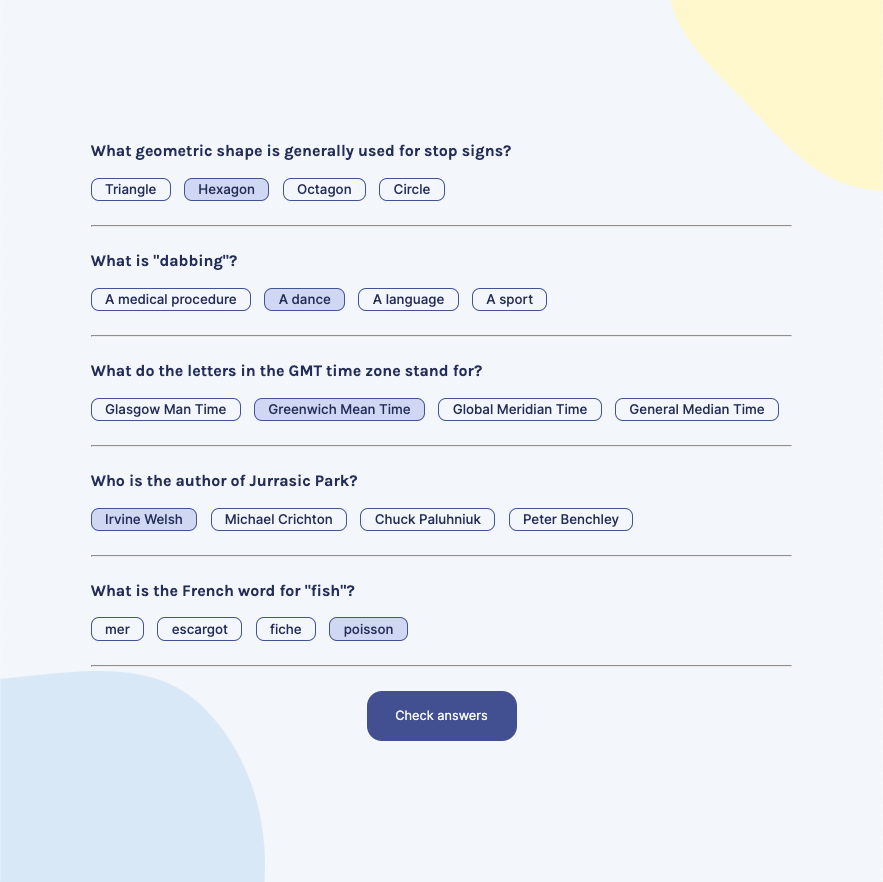 What geometric shape is generally used for stop signs?
Triangle Hexagon Octagon Circle
What is "dabbing"?
A medical procedure A dance A language A sport
What do the letters in the GMT time zone stand for?
Glasgow Man Time Greenwich Mean Time Global Meridian Time General Median Time
Who is the author of Jurrasic Park?
Irvine Welsh Michael Crichton Chuck Paluhniuk Peter Benchley
What is the French word for "fish"?
mer escargot fiche poisson
Check answers